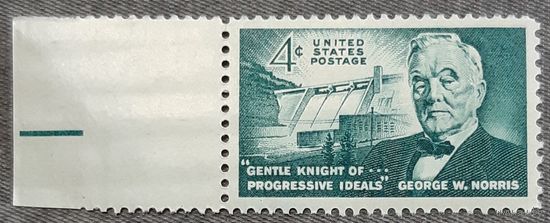 4¢ UNITED
STATES
POSTAGE
"GENTLE KNIGHT OF...
PROGRESSIVE IDEALS" GEORGE W. NORRIS